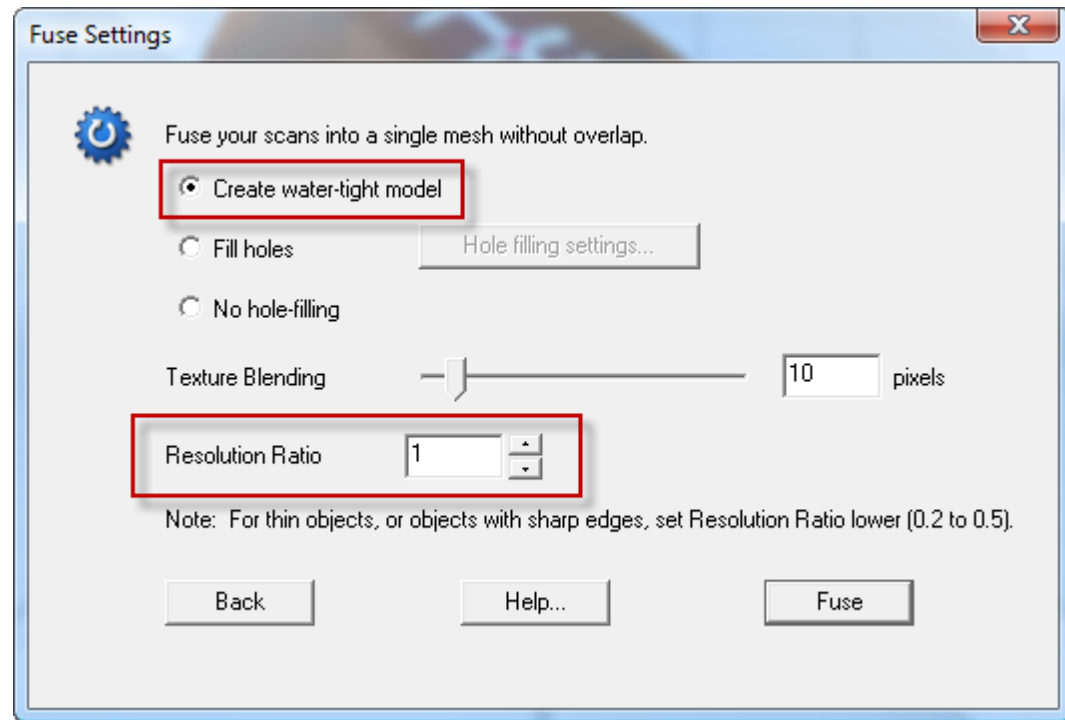 Fuse Settings
Fuse your scans into a single mesh without overlap.
Create water-tight model
Fill holes
Hole filling settings...
No hole-filling
Texture Blending
10
pixels
Resolution Ratio
1
Note: For thin objects, or objects with sharp edges, set Resolution Ratio lower (0.2 to 0.5).
Back
Help...
Fuse